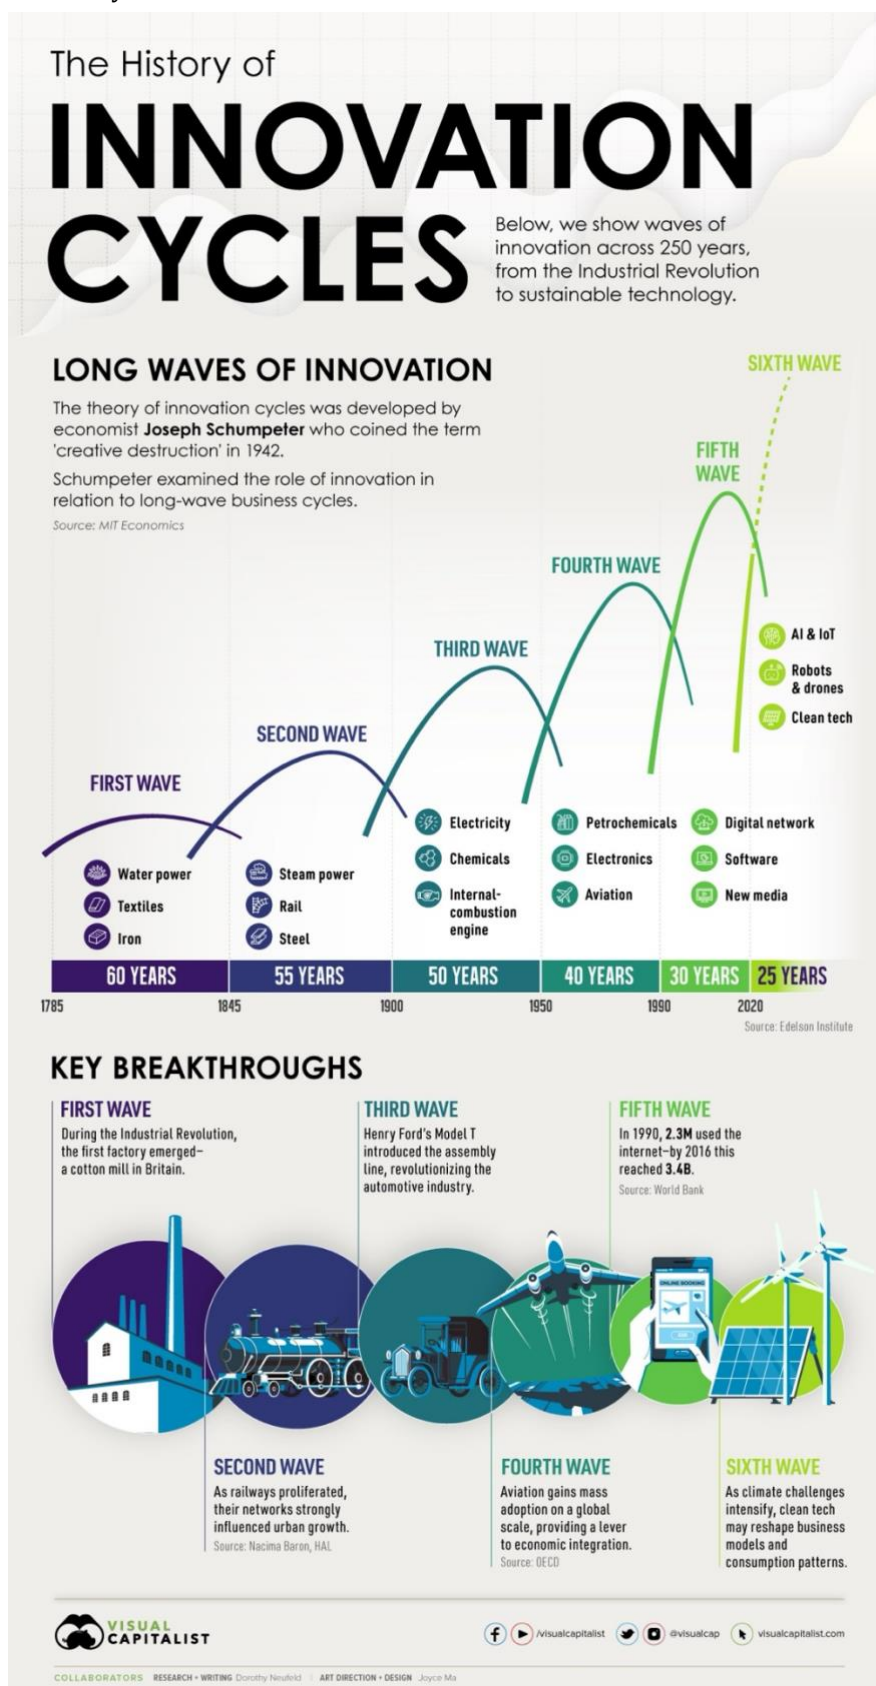 The History of
INNOVATION
CYCLES
Below, we show waves of
innovation across 250 years,
from the Industrial Revolution
to sustainable technology.
LONG WAVES OF INNOVATION
The theory of innovation cycles was developed by
economist Joseph Schumpeter who coined the term
'creative destruction' in 1942.
Schumpeter examined the role of innovation in
relation to long-wave business cycles.
Source: MIT Economics
SIXTH WAVE
FIFTH
WAVE
FOURTH WAVE
THIRD WAVE
SECOND WAVE
FIRST WAVE
Water power
Textiles
Iron
Steam power
Rail
Steel
Electricity
Chemicals
Internal-
combustion
engine
Petrochemicals
Electronics
Aviation
Digital network
Software
New media
AI & IoT
Robots
& drones
Clean tech
60 YEARS
55 YEARS
50 YEARS
40 YEARS
30 YEARS
25 YEARS
1785
1845
1900
1950
1990
2020
Source: Edelson Institute
KEY BREAKTHROUGHS
FIRST WAVE
During the Industrial Revolution,
the first factory emerged–
a cotton mill in Britain.
THIRD WAVE
Henry Ford's Model T
introduced the assembly
line, revolutionizing the
automotive industry.
FIFTH WAVE
In 1990, 2.3M used the
internet–by 2016 this
reached 3.4B.
Source: World Bank
ONLINE BOOKING
SECOND WAVE
As railways proliferated,
their networks strongly
influenced urban growth.
Source: Nacima Baron, HAL
FOURTH WAVE
Aviation gains mass
adoption on a global
scale, providing a lever
to economic integration.
Source: OECD
SIXTH WAVE
As climate challenges
intensify, clean tech
may reshape business
models and
consumption patterns.
VISUAL
CAPITALIST
/visualcapitalist
@visualcap
visualcapitalist.com
COLLABORATORS RESEARCH + WRITING Dorothy Neufeld | ART DIRECTION + DESIGN Joyce Ma